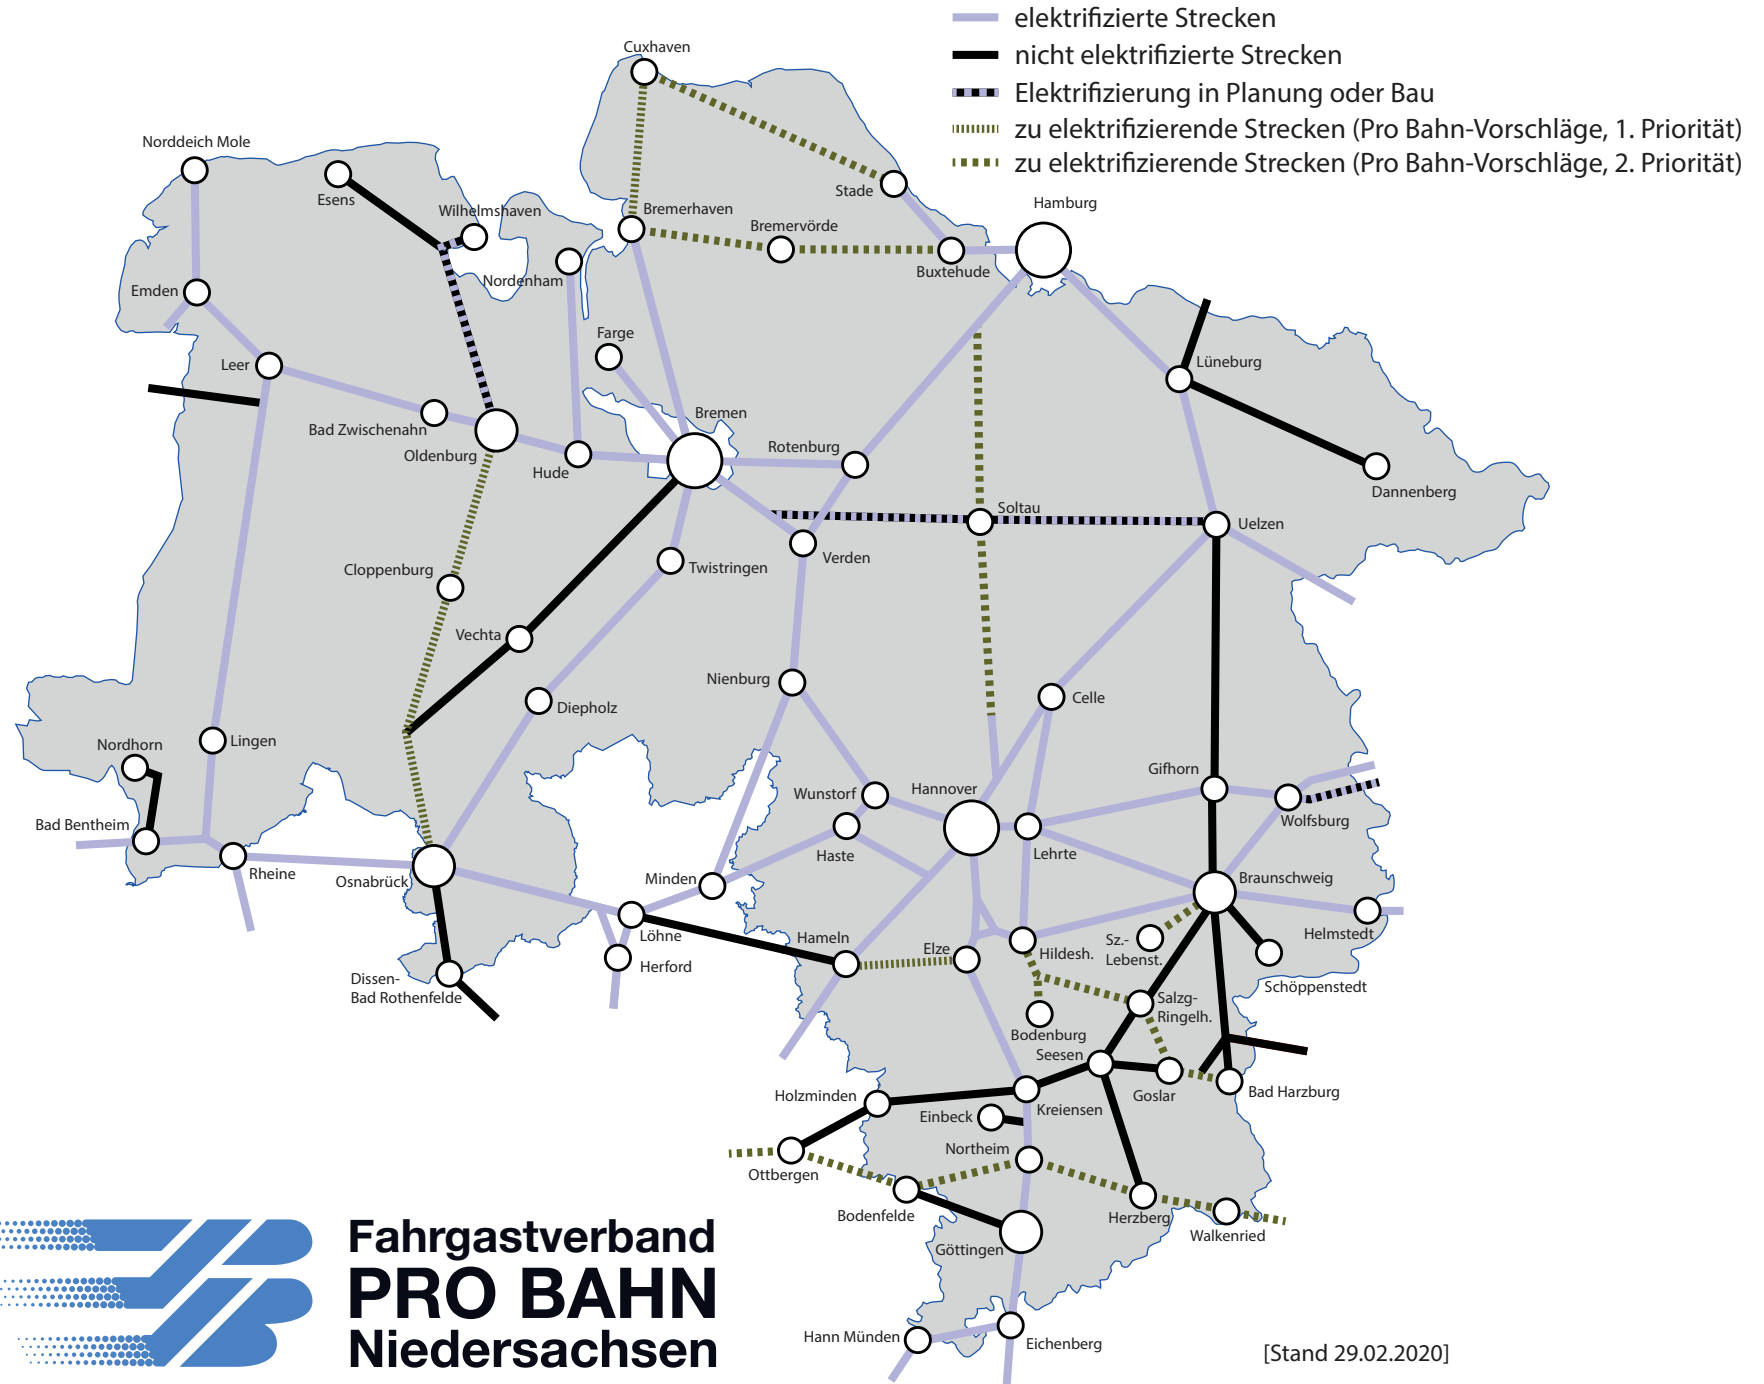 elektrifizierte Strecken
nicht elektrifizierte Strecken
Elektrifizierung in Planung oder Bau
zu elektrifizierende Strecken (Pro Bahn-Vorschläge, 1. Priorität)
zu elektrifizierende Strecken (Pro Bahn-Vorschläge, 2. Priorität)
Cuxhaven
Norddeich Mole
Esens
Wilhelmshaven
Stade
Hamburg
Bremerhaven
Bremervörde
Buxtehude
Nordenham
Emden
Farge
Leer
Lüneburg
Bad Zwischenahn
Oldenburg
Bremen
Hude
Rotenburg
Dannenberg
Soltau
Uelzen
Cloppenburg
Twistringen
Verden
Vechta
Nienburg
Diepholz
Celle
Nordhorn
Lingen
Gifhorn
Wunstorf
Hannover
Wolfsburg
Bad Bentheim
Haste
Lehrte
Rheine
Osnabrück
Minden
Braunschweig
Löhne
Hameln
Elze
Hildesh.
Sz.-
Lebenst.
Helmstedt
Herford
Dissen-
Bad Rothenfelde
Schöppenstedt
Salzg-
Ringelh.
Bodenburg
Seesen
Goslar
Bad Harzburg
Holzminden
Einbeck
Kreiensen
Northeim
Ottbergen
Bodenfelde
Herzberg
Walkenried
Göttingen
Hann Münden
Eichenberg
Fahrgastverband
PRO BAHN
Niedersachsen
[Stand 29.02.2020]